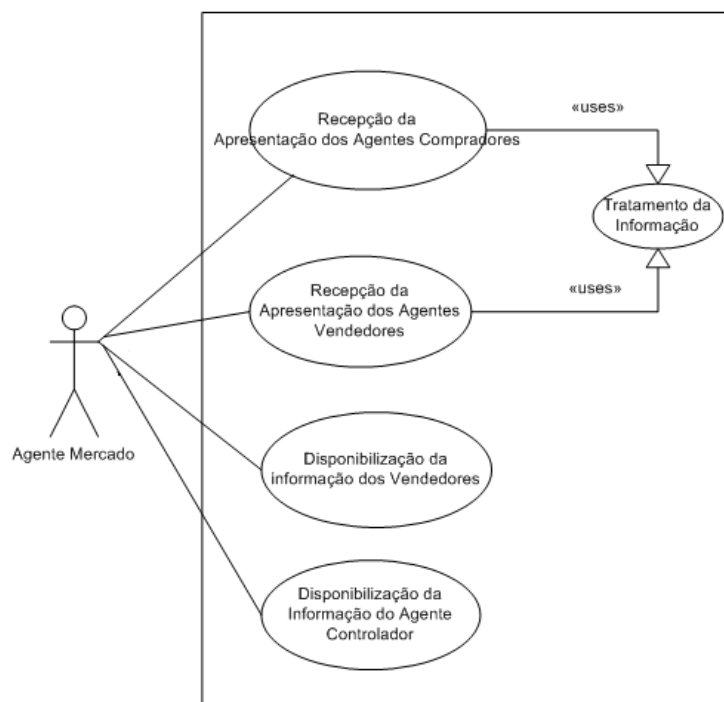 Recepção da
Apresentação dos Agentes Compradores
«uses»
Tratamento da
Informação
Recepção da
Apresentação dos Agentes
Vendedores
«uses»
Agente Mercado
Disponibilização da
informação dos Vendedores
Disponibilização da
Informação do Agente
Controlador